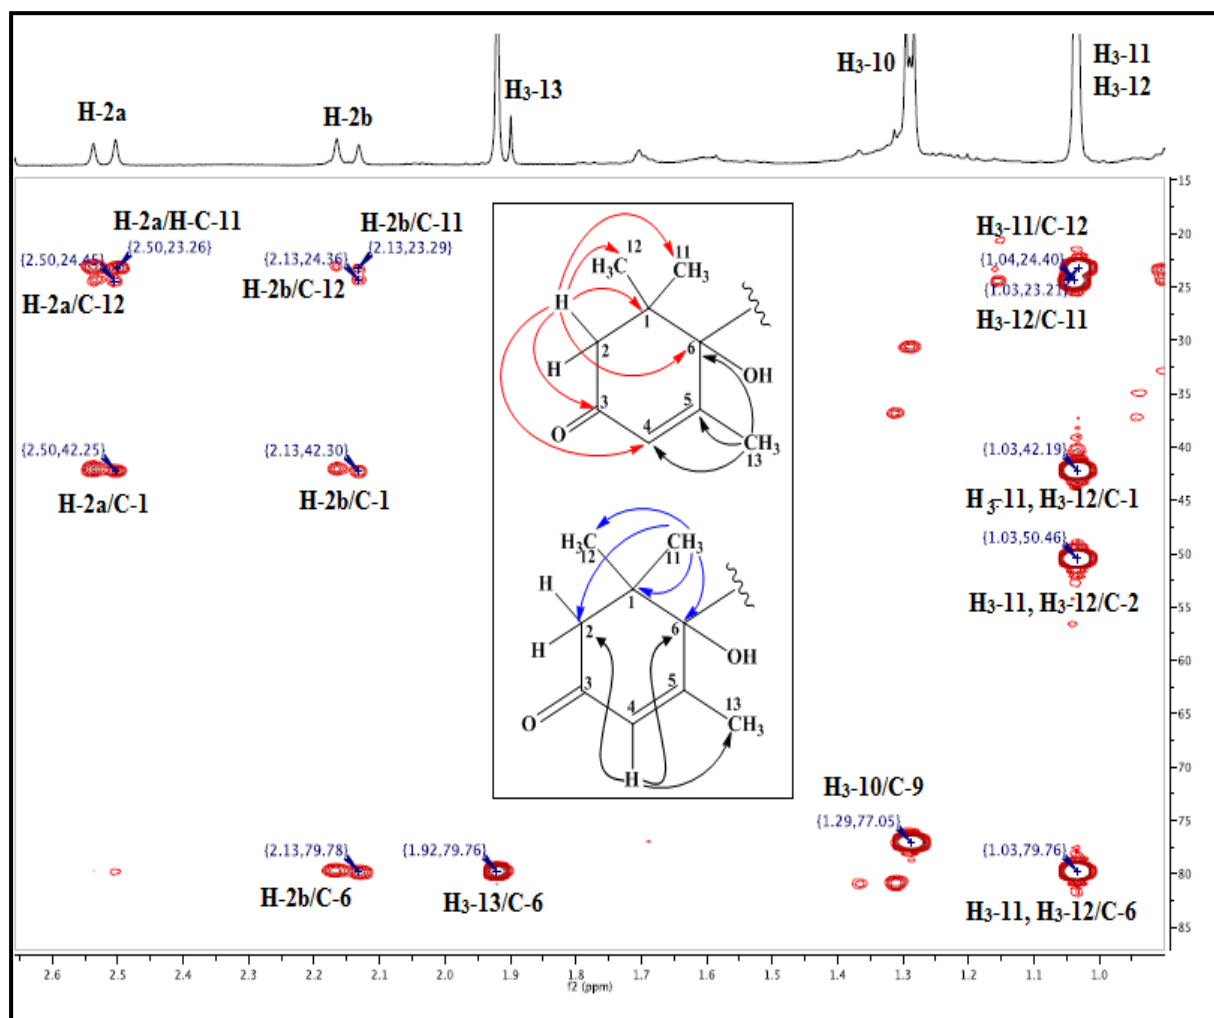 H3-11
H3-12
H3-10
H3-13
H-2a
H-2b
H-2a/H-C-11
{2.50,23.26}
{2.50,24.45}
H-2a/C-12
H-2b/C-11
{2.13,23.29}
{2.13,24.36}
H-2b/C-12
H3-11/C-12
{1.04,24.40}
{1.03,23.21}
H3-12/C-11
12
11
H3C
CH3
H
1
2
6
H
OH
3
4
5
O
CH3
13
{2.50,42.25}
H-2a/C-1
{2.13,42.30}
H-2b/C-1
{1.03,42.19}
H3-11, H3-12/C-1
{1.03,50.46}
H3-11, H3-12/C-2
H3C
CH3
12
11
H
1
2
6
H
OH
3
5
13
4
O
CH3
H
H3-10/C-9
{1.29,77.05}
{2.13,79.78}
H-2b/C-6
{1.92,79.76}
H3-13/C-6
{1.03,79.76}
H3-11, H3-12/C-6
15
20
25
30
35
40
45
50
55
60
65
70
75
80
85
2.6 2.5 2.4 2.3 2.2 2.1 2.0 1.9 1.8 1.7 1.6 1.5 1.4 1.3 1.2 1.1 1.0
f2 (ppm)